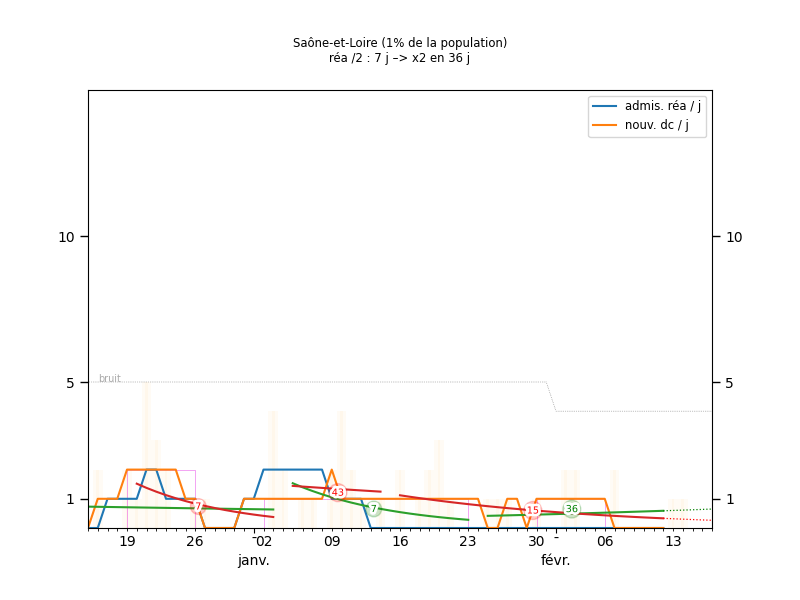 Saône-et-Loire (1% de la population)
réa /2 : 7 j –> x2 en 36 j
admis. réa / j
nouv. dc / j
10 10
bruit
5 5
1 1
7 43 7 15 36
19 26 02 09 16 23 30 06 13
janv. févr.